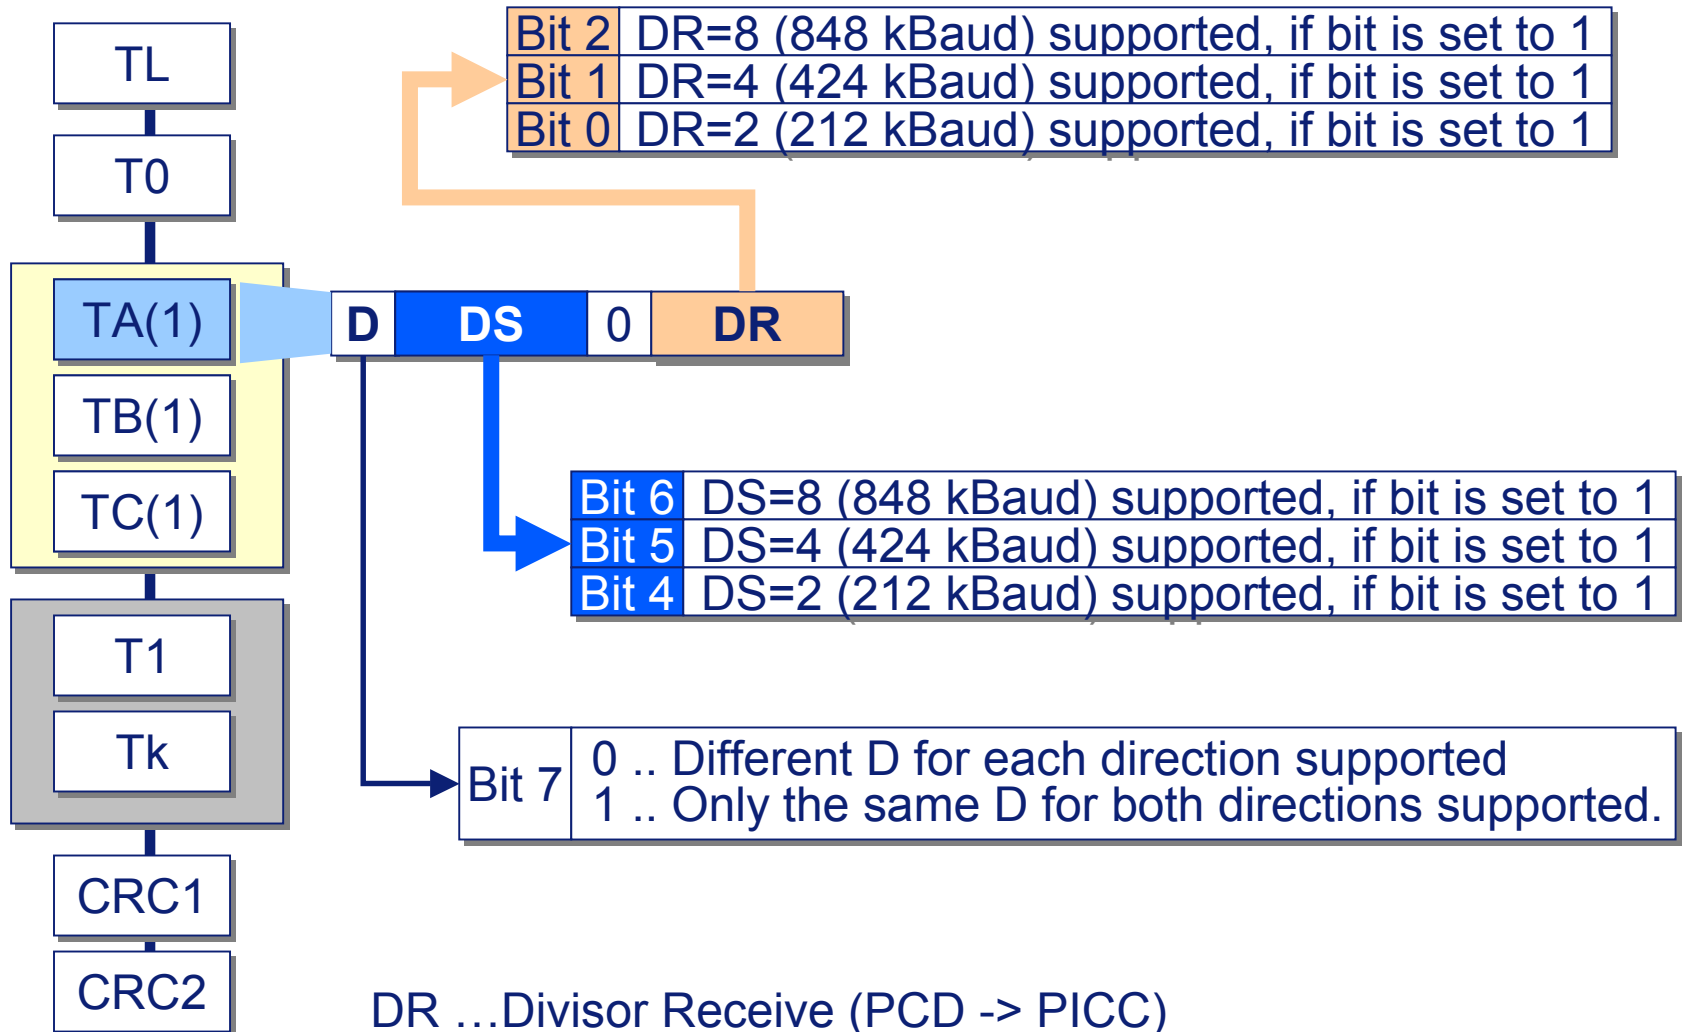 TL
T0
TA(1)
TB(1)
TC(1)
T1
Tk
CRC1
CRC2
D DS 0 DR
Bit 2 DR=8 (848 kBaud) supported, if bit is set to 1
Bit 1 DR=4 (424 kBaud) supported, if bit is set to 1
Bit 0 DR=2 (212 kBaud) supported, if bit is set to 1
Bit 6 DS=8 (848 kBaud) supported, if bit is set to 1
Bit 5 DS=4 (424 kBaud) supported, if bit is set to 1
Bit 4 DS=2 (212 kBaud) supported, if bit is set to 1
Bit 7
0 .. Different D for each direction supported
1 .. Only the same D for both directions supported.
DR ...Divisor Receive (PCD -> PICC)